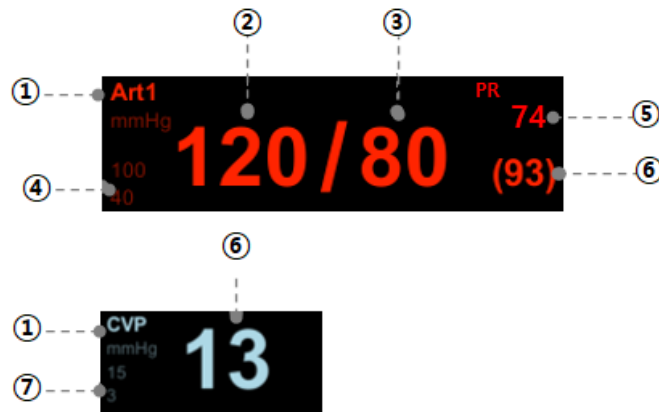 ② ③
① Art1 PR
mmHg 74 ⑤
120 / 80
100 (93) ⑥
④ 40
⑥
① CVP 13
mmHg
15
⑦ 3